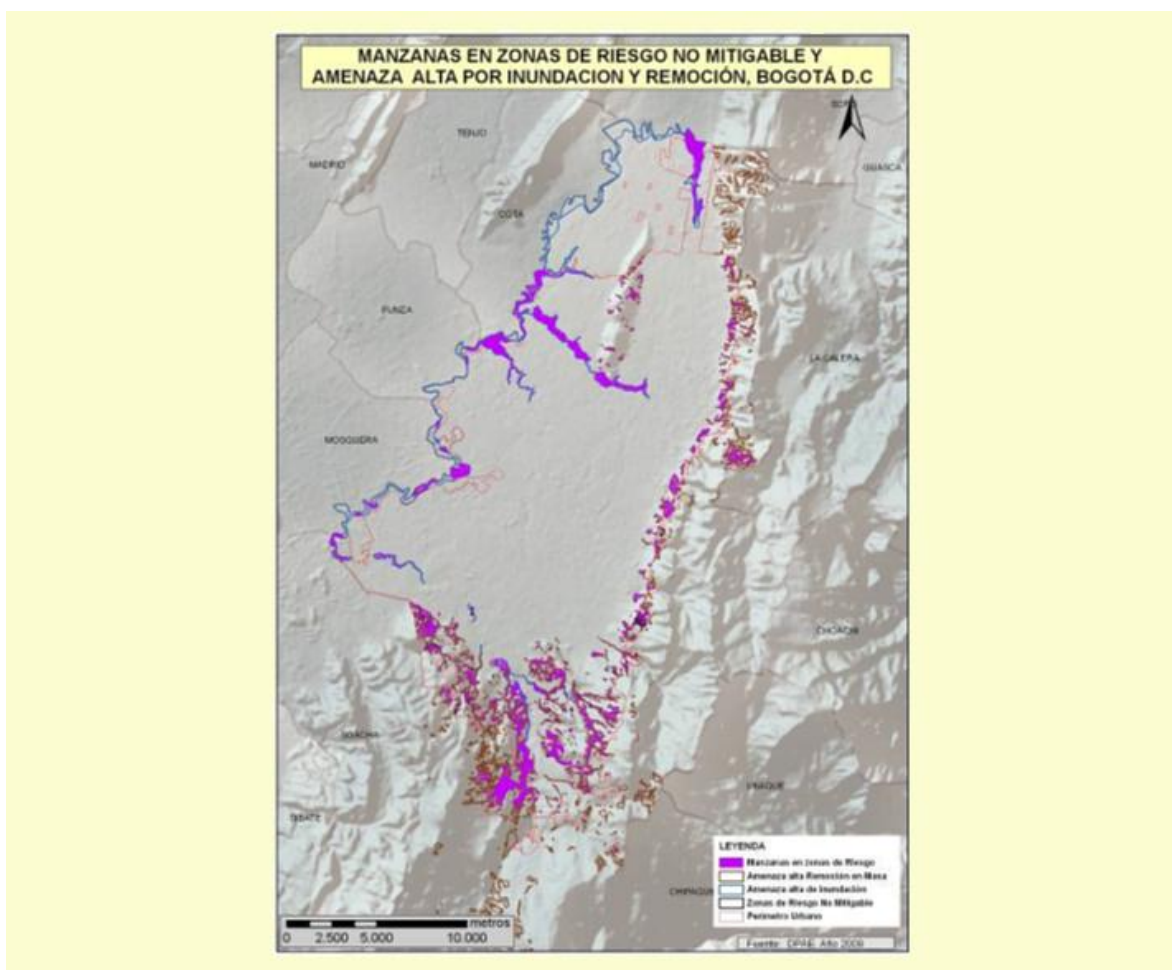 MANZANAS EN ZONAS DE RIESGO NO MITIGABLE Y
AMENAZA ALTA POR INUNDACION Y REMOCIÓN, BOGOTÁ D.C
TENJO
MADRID
GUASCA
COTA
FUNZA
LA CALERA
MOSQUERA
CHOACHI
SOACHA
UBAQUE
SIBATE
CHIPAQUE
LEYENDA
Manzanas en zonas de Riesgo
Amenaza alta Remoción en Masa
Amenaza alta de Inundación
Zonas de Riesgo No Mitigable
Perimetro Urbano
metros
0 2.500 5.000 10.000
Fuente: DPAE. Año